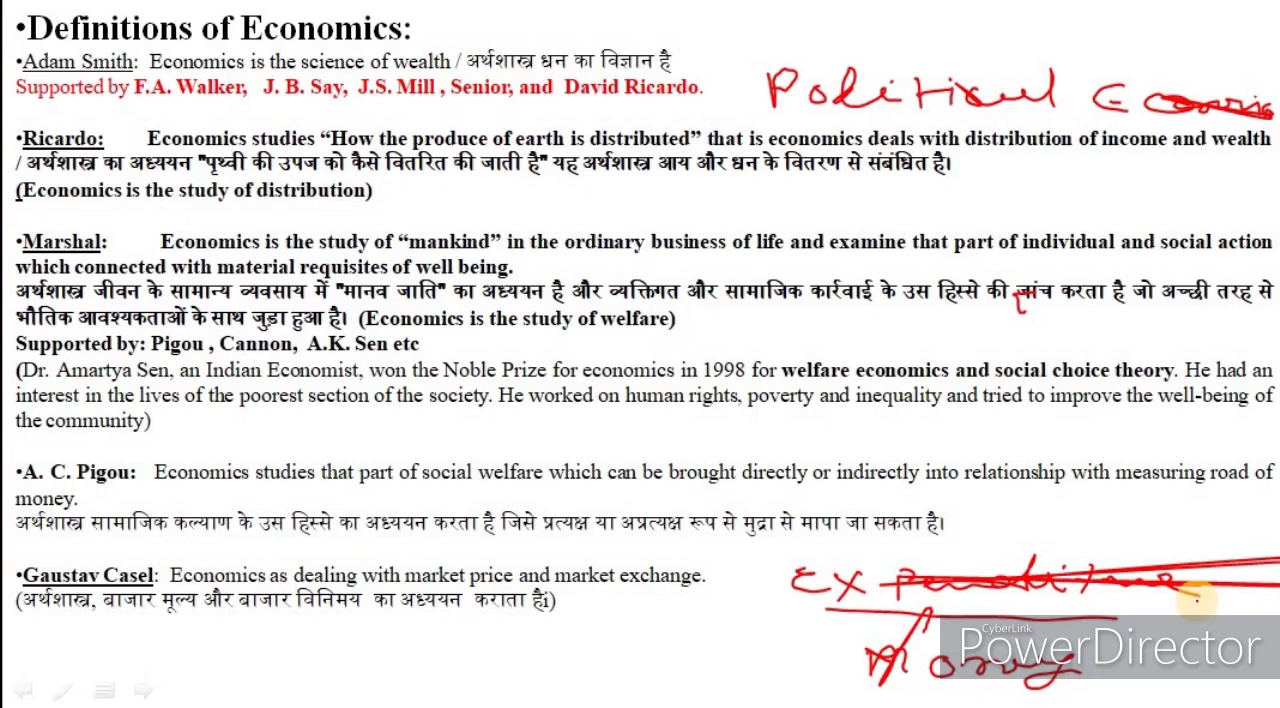 •Definitions of Economics:
•Adam Smith: Economics is the science of wealth / अर्थशास्त्र धन का विज्ञान है
Supported by F.A. Walker, J. B. Say, J.S. Mill , Senior, and David Ricardo.
Political
•Ricardo: Economics studies “How the produce of earth is distributed” that is economics deals with distribution of income and wealth
/ अर्थशास्त्र का अध्ययन "पृथ्वी की उपज को कैसे वितरित की जाती है" यह अर्थशास्त्र आय और धन के वितरण से संबंधित है।
(Economics is the study of distribution)
•Marshal: Economics is the study of “mankind” in the ordinary business of life and examine that part of individual and social action
which connected with material requisites of well being.
अर्थशास्त्र जीवन के सामान्य व्यवसाय में "मानव जाति" का अध्ययन है और व्यक्तिगत और सामाजिक कार्रवाई के उस हिस्से की जांच करता है जो अच्छी तरह से
भौतिक आवश्यकताओं के साथ जुड़ा हुआ है। (Economics is the study of welfare)
Supported by: Pigou , Cannon, A.K. Sen etc
(Dr. Amartya Sen, an Indian Economist, won the Noble Prize for economics in 1998 for welfare economics and social choice theory. He had an
interest in the lives of the poorest section of the society. He worked on human rights, poverty and inequality and tried to improve the well-being of
the community)
•A. C. Pigou: Economics studies that part of social welfare which can be brought directly or indirectly into relationship with measuring road of
money.
अर्थशास्त्र सामाजिक कल्याण के उस हिस्से का अध्ययन करता है जिसे प्रत्यक्ष या अप्रत्यक्ष रूप से मुद्रा से मापा जा सकता है।
•Gaustav Casel: Economics as dealing with market price and market exchange.
(अर्थशास्त्र, बाजार मूल्य और बाजार विनिमय का अध्ययन कराता हैi)
Expenditure
Money
CyberLink
PowerDirector